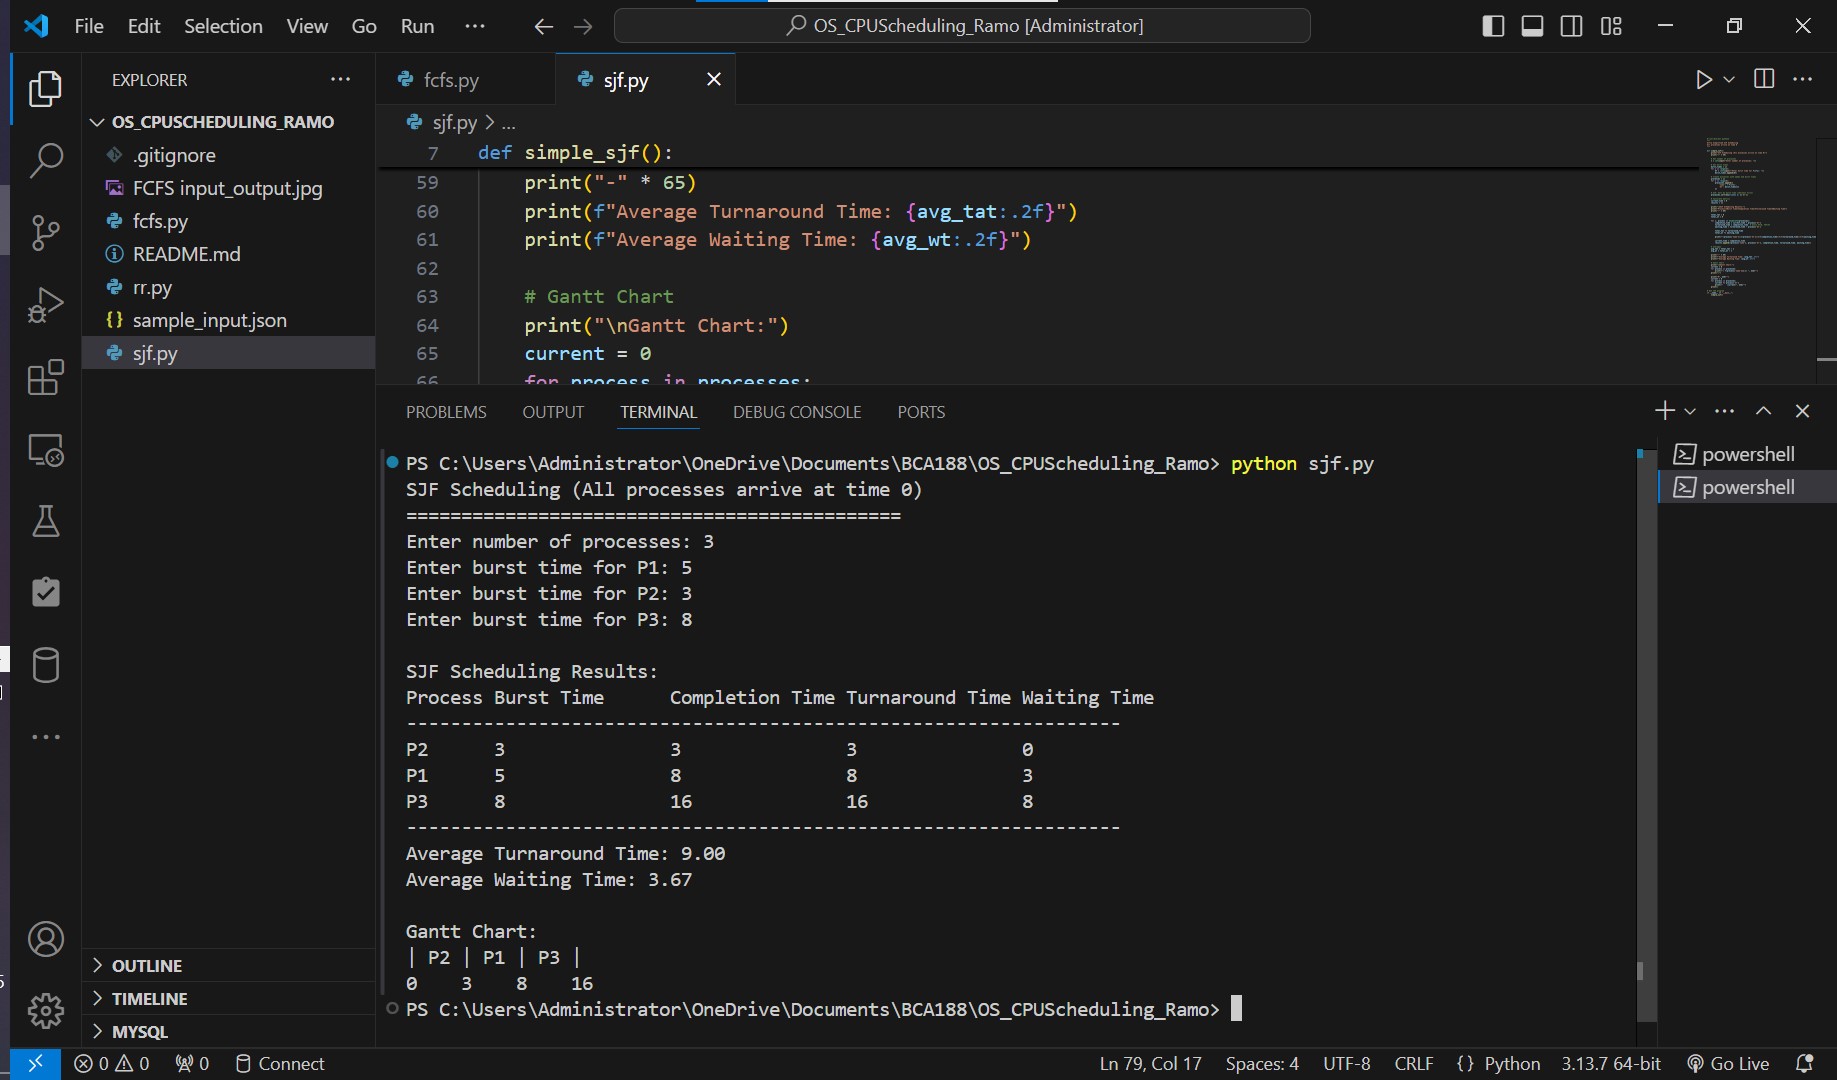 File Edit Selection View Go Run ...
OS_CPUScheduling_Ramo [Administrator]
EXPLORER
OS_CPUSCHEDULING_RAMO
.gitignore
FCFS input_output.jpg
fcfs.py
README.md
rr.py
sample_input.json
sjf.py
OUTLINE
TIMELINE
MYSQL
fcfs.py
sjf.py
sjf.py > ...
7 def simple_sjf():
59 print("-" * 65)
60 print(f"Average Turnaround Time: {avg_tat:.2f}")
61 print(f"Average Waiting Time: {avg_wt:.2f}")
62
63 # Gantt Chart
64 print("\nGantt Chart:")
65 current = 0
66 for process in processes:
PROBLEMS OUTPUT TERMINAL DEBUG CONSOLE PORTS
PS C:\Users\Administrator\OneDrive\Documents\BCA188\OS_CPUScheduling_Ramo> python sjf.py
SJF Scheduling (All processes arrive at time 0)
=============================================
Enter number of processes: 3
Enter burst time for P1: 5
Enter burst time for P2: 3
Enter burst time for P3: 8
SJF Scheduling Results:
Process Burst Time Completion Time Turnaround Time Waiting Time
-----------------------------------------------------------------
P2 3 3 3 0
P1 5 8 8 3
P3 8 16 16 8
-----------------------------------------------------------------
Average Turnaround Time: 9.00
Average Waiting Time: 3.67
Gantt Chart:
| P2 | P1 | P3 |
0 3 8 16
PS C:\Users\Administrator\OneDrive\Documents\BCA188\OS_CPUScheduling_Ramo>
powershell
powershell
0 0 0 Connect
Ln 79, Col 17 Spaces: 4 UTF-8 CRLF {} Python 3.13.7 64-bit Go Live